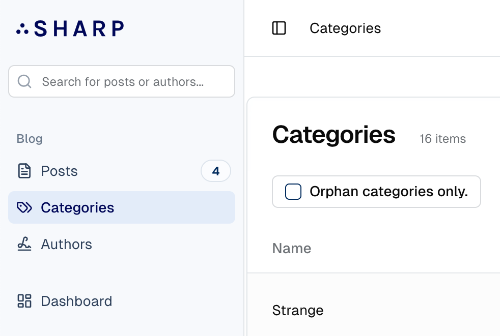 SHARP
Search for posts or authors...
Blog
Posts 4
Categories
Authors
Dashboard
Categories
Categories 16 items
Orphan categories only.
Name
Strange